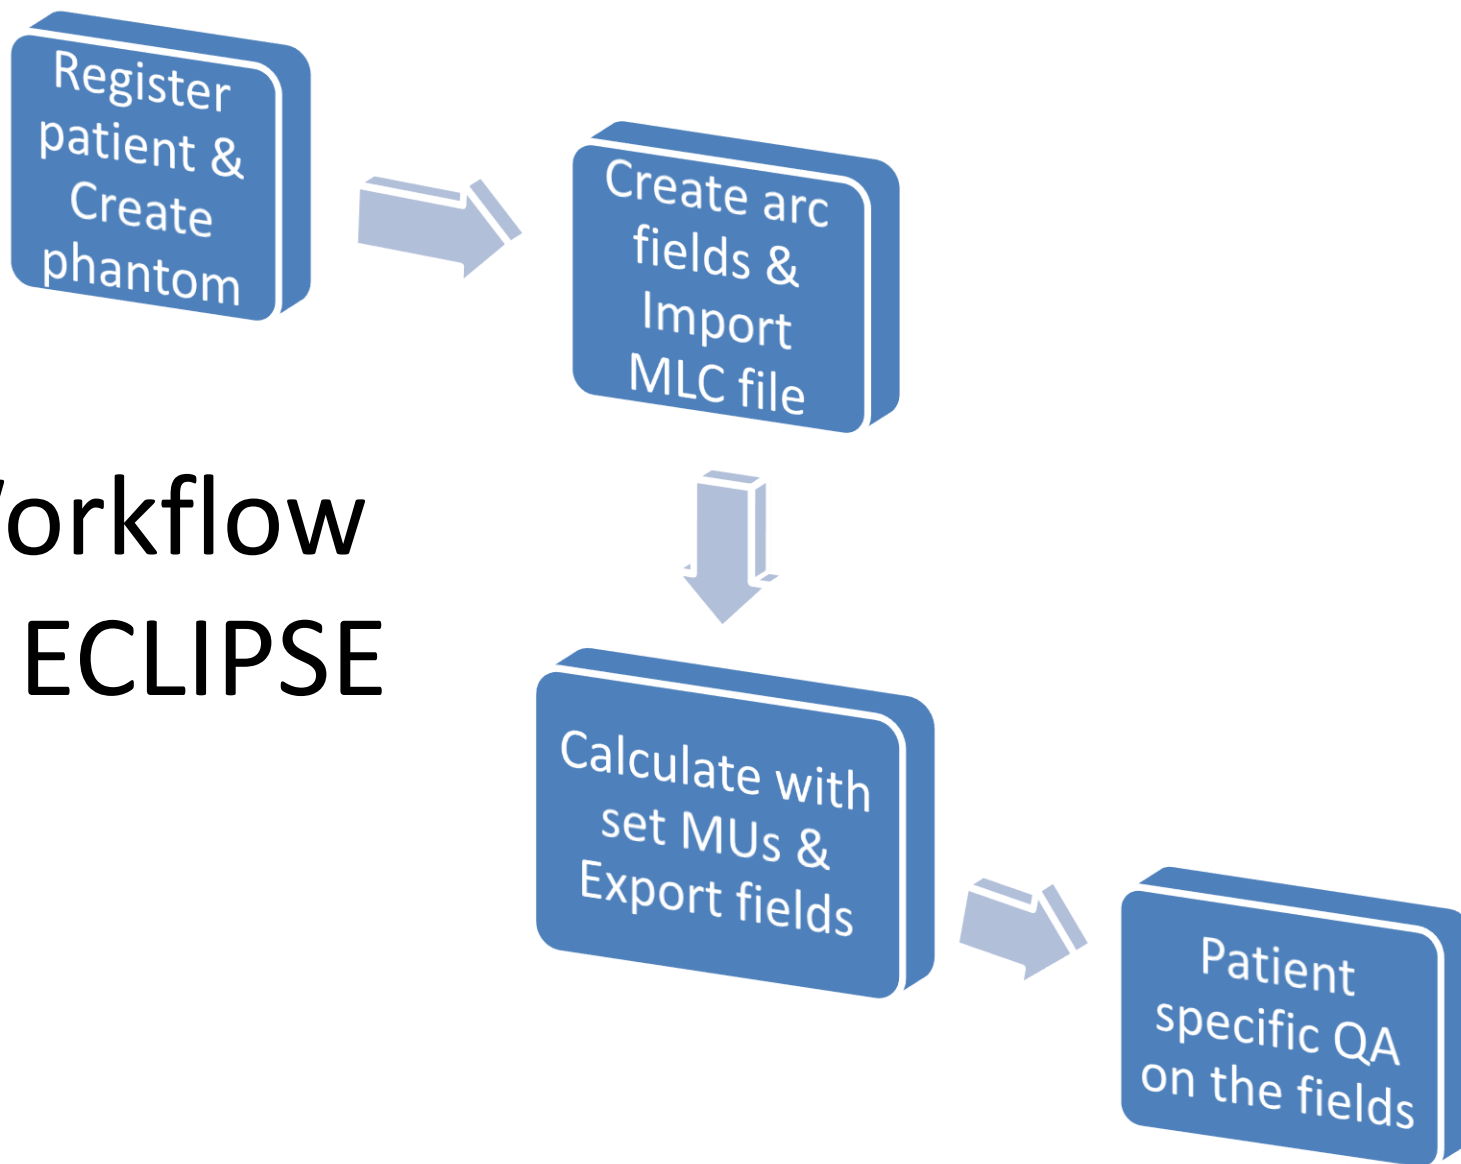 Register
patient &
Create
phantom
Create arc
fields &
Import
MLC file
Workflow
ECLIPSE
Calculate with
set MUs &
Export fields
Patient
specific QA
on the fields